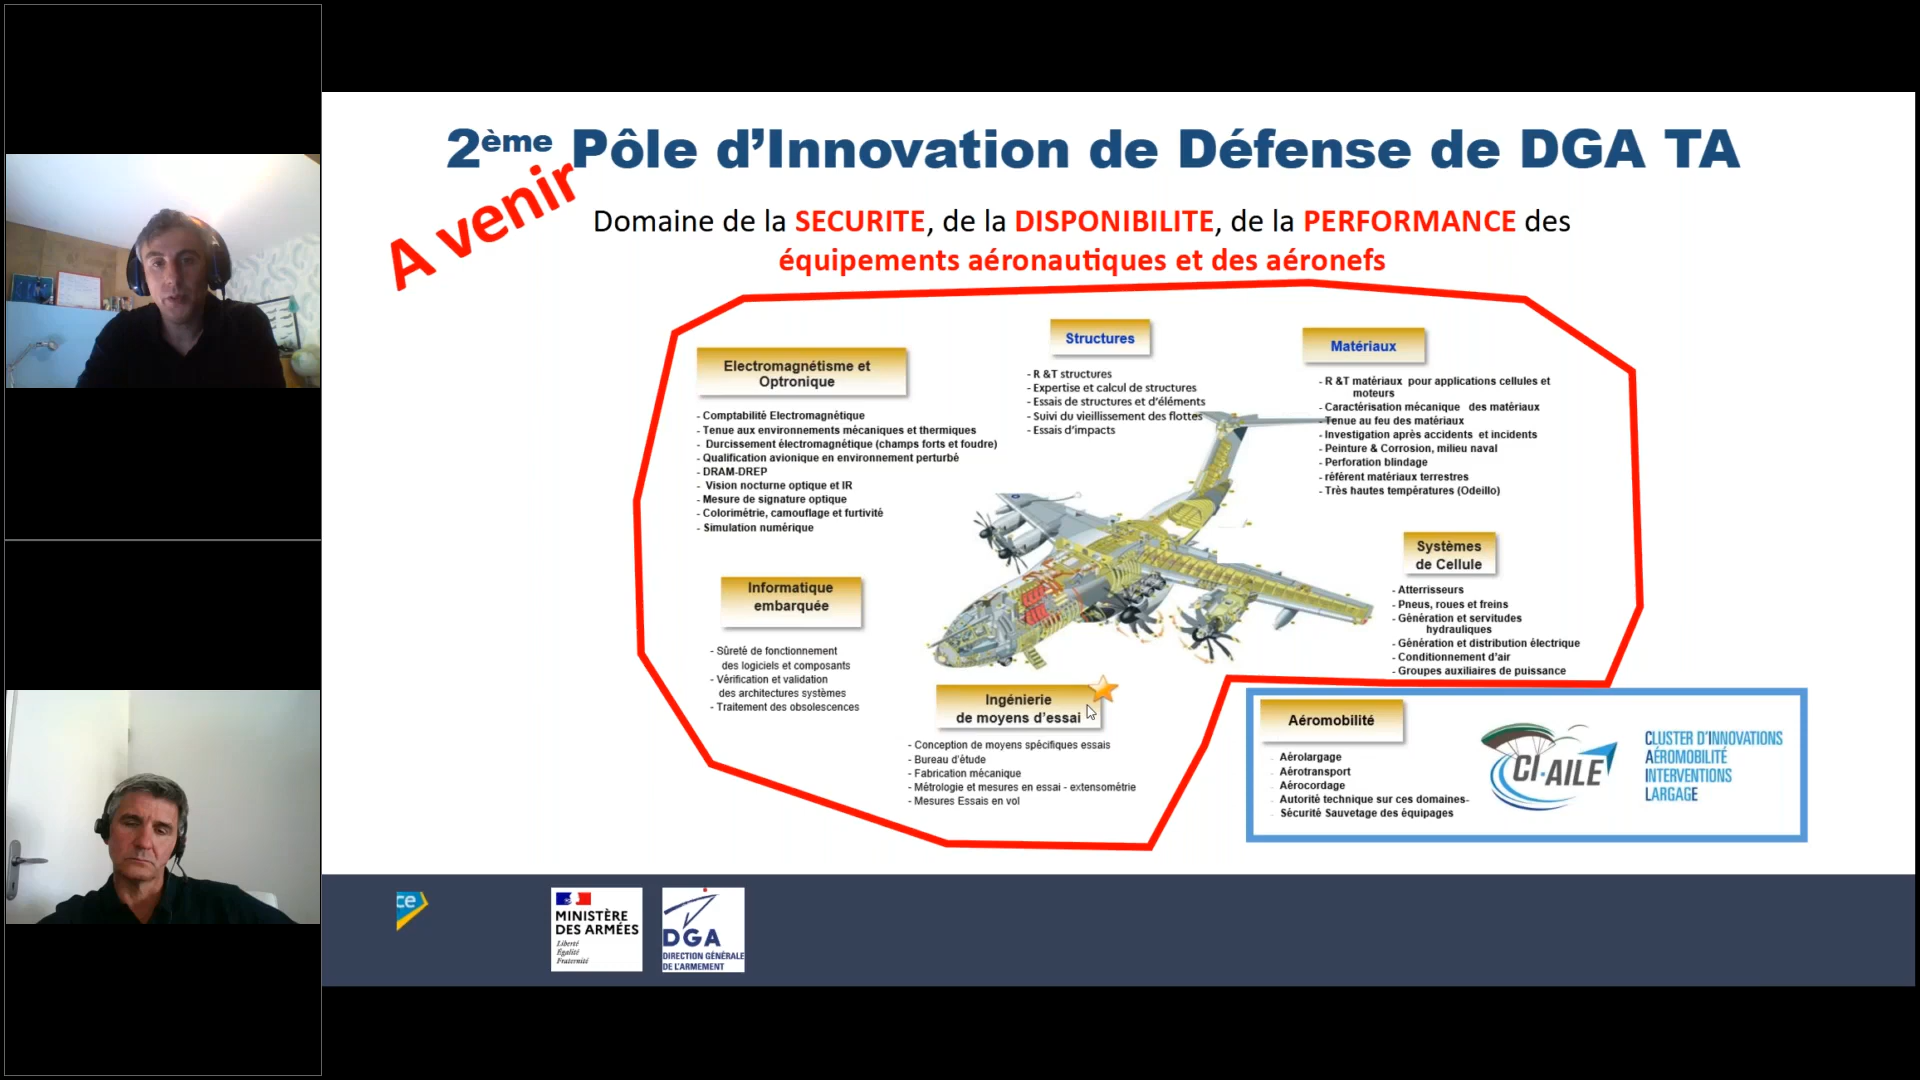 2ème Pôle d’Innovation de Défense de DGA TA
A venir
Domaine de la SECURITE, de la DISPONIBILITE, de la PERFORMANCE des
équipements aéronautiques et des aéronefs
Electromagnétisme et
Optronique
- Comptabilité Electromagnétique
- Tenue aux environnements mécaniques et thermiques
- Durcissement électromagnétique (champs forts et foudre)
- Qualification avionique en environnement perturbé
- DRAM-DREP
- Vision nocturne optique et IR
- Mesure de signature optique
- Colorimétrie, camouflage et furtivité
- Simulation numérique
Structures
- R &T structures
- Expertise et calcul de structures
- Essais de structures et d’éléments
- Suivi du vieillissement des flottes
- Essais d’impacts
Matériaux
- R &T matériaux pour applications cellules et
moteurs
- Caractérisation mécanique des matériaux
- Tenue au feu des matériaux
- Investigation après accidents et incidents
- Peinture & Corrosion, milieu naval
- Perforation blindage
- référent matériaux terrestres
- Très hautes températures (Odeillo)
Systèmes
de Cellule
- Atterrisseurs
- Pneus, roues et freins
- Génération et servitudes
hydrauliques
- Génération et distribution électrique
- Conditionnement d’air
- Groupes auxiliaires de puissance
Informatique
embarquée
- Sûreté de fonctionnement
des logiciels et composants
- Vérification et validation
des architectures systèmes
- Traitement des obsolescences
Ingénierie
de moyens d’essai
- Conception de moyens spécifiques essais
- Bureau d’étude
- Fabrication mécanique
- Métrologie et mesures en essai - extensométrie
- Mesures Essais en vol
Aéromobilité
- Aérolargage
- Aérotransport
- Aérocordage
- Autorité technique sur ces domaines-
- Sécurité Sauvetage des équipages
CI-AILE
CLUSTER D’INNOVATIONS
AÉROMOBILITÉ
INTERVENTIONS
LARGAGE
ce
MINISTÈRE
DES ARMÉES
Liberté
Égalité
Fraternité
DGA
DIRECTION GÉNÉRALE
DE L’ARMEMENT